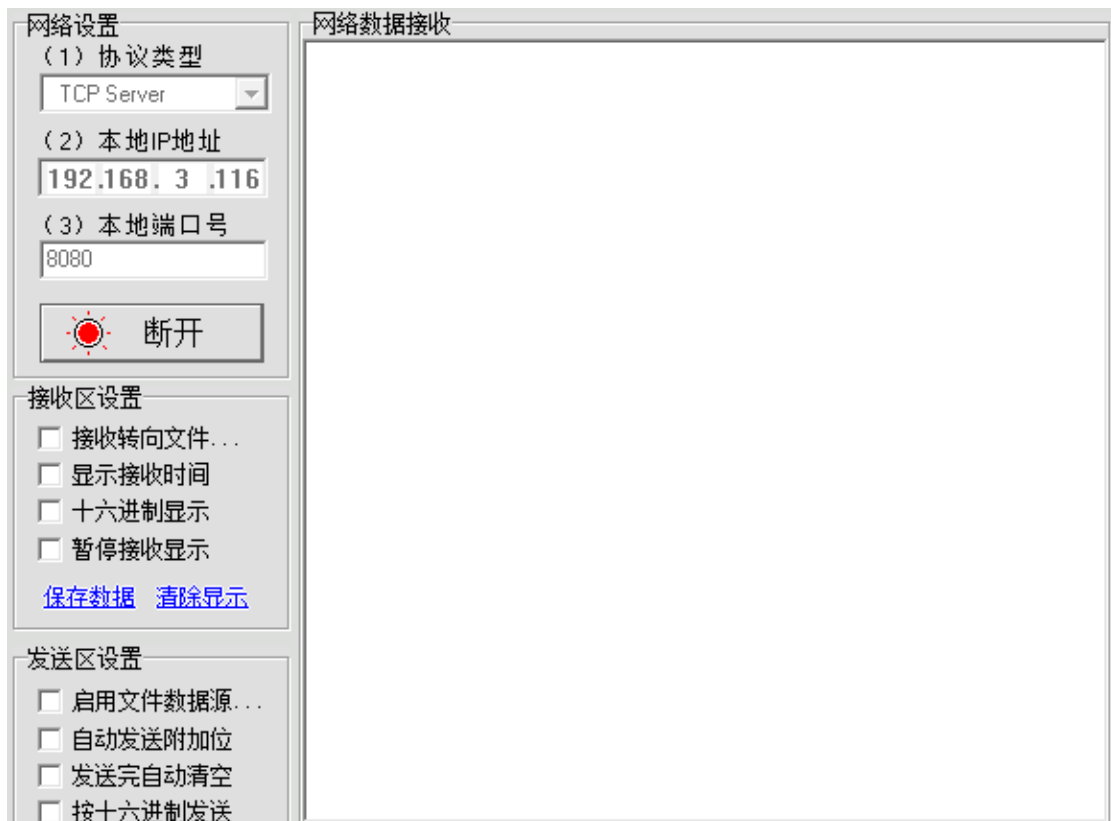 网络设置
(1) 协议类型
TCP Server
(2) 本地IP地址
192.168. 3 .116
(3) 本地端口号
8080
断开
接收区设置
接收转向文件...
显示接收时间
十六进制显示
暂停接收显示
保存数据 清除显示
发送区设置
启用文件数据源...
自动发送附加位
发送完自动清空
按十六进制发送
网络数据接收